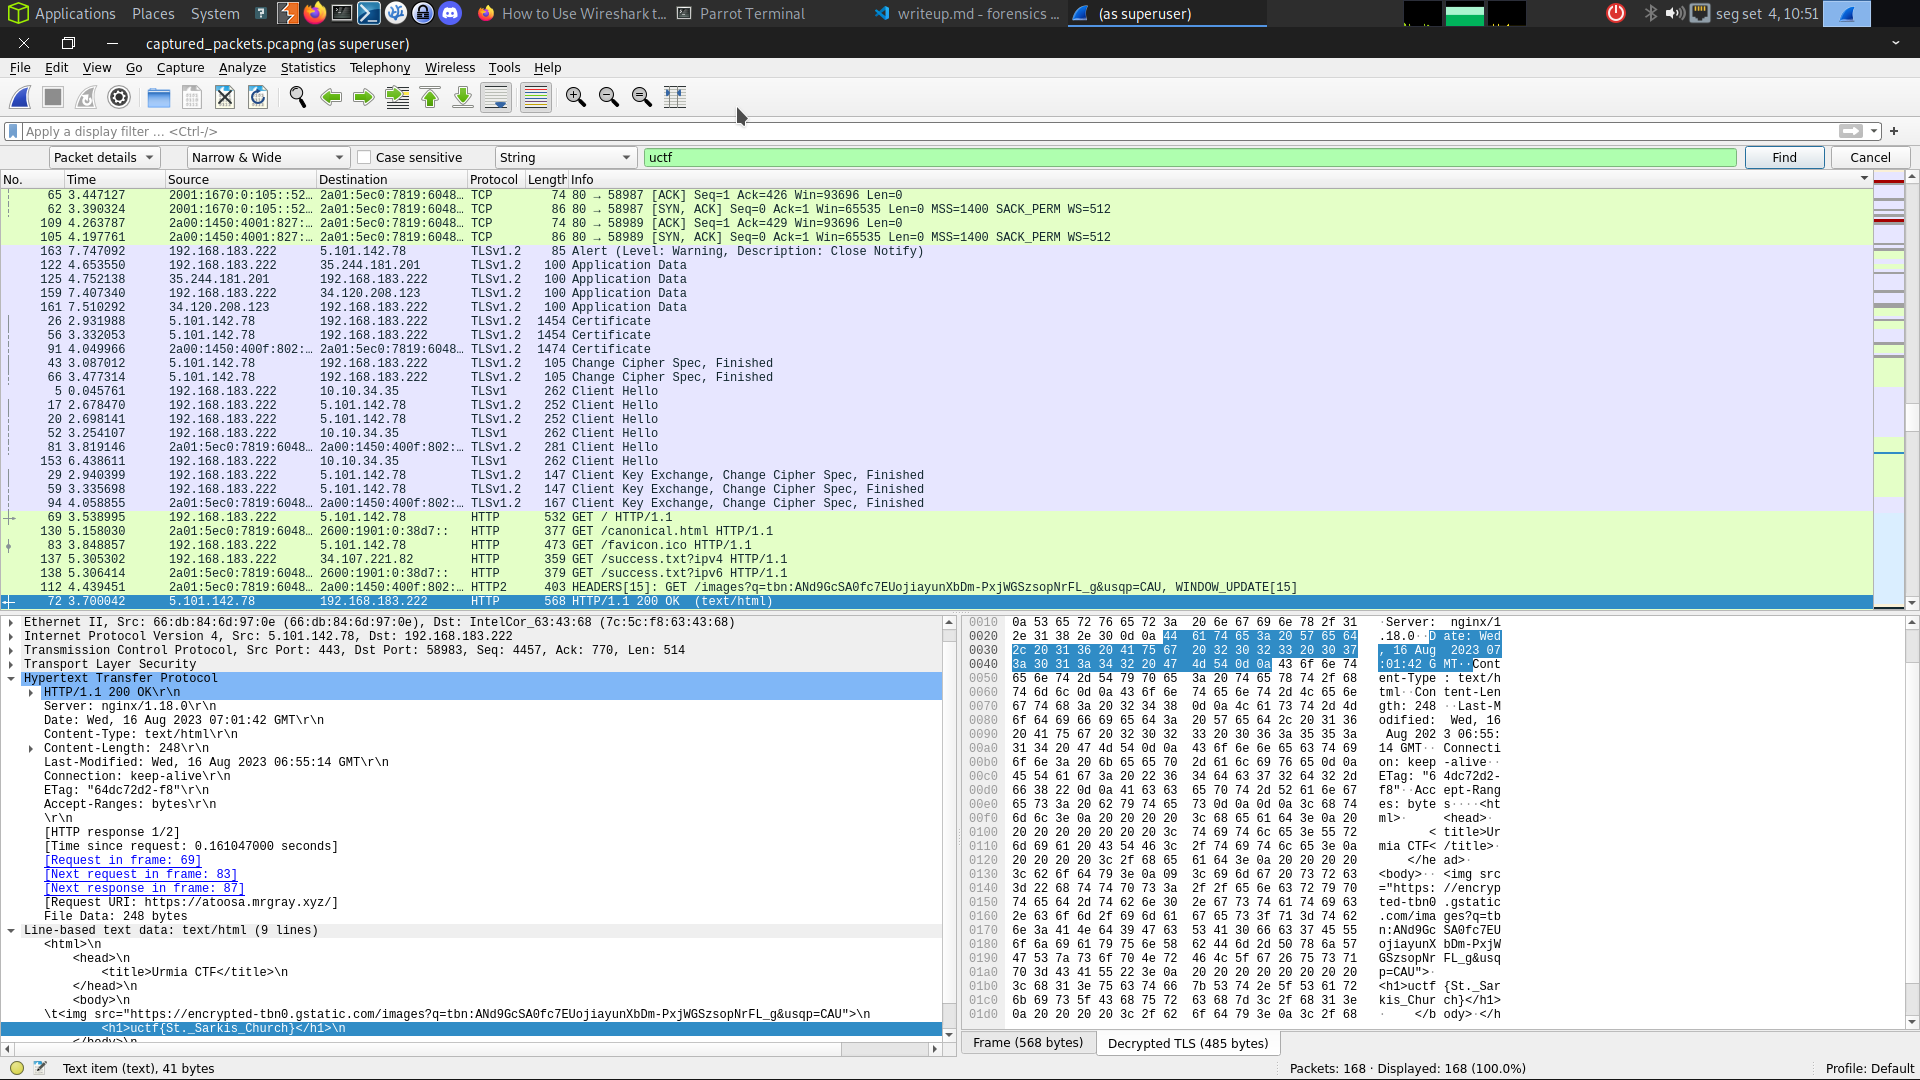 Applications Places System How to Use Wireshark t... Parrot Terminal writeup.md - forensics ... (as superuser) seg set 4, 10:51
captured_packets.pcapng (as superuser)
File Edit View Go Capture Analyze Statistics Telephony Wireless Tools Help
Apply a display filter ... <Ctrl-/>
Packet details Narrow & Wide Case sensitive String uctf Find Cancel
No. Time Source Destination Protocol Length Info
65 3.447127 2001:1670:0:105::52… 2a01:5ec0:7819:6048… TCP 74 80 → 58987 [ACK] Seq=1 Ack=426 Win=93696 Len=0
62 3.390324 2001:1670:0:105::52… 2a01:5ec0:7819:6048… TCP 86 80 → 58987 [SYN, ACK] Seq=0 Ack=1 Win=65535 Len=0 MSS=1400 SACK_PERM WS=512
109 4.263787 2a00:1450:4001:827:… 2a01:5ec0:7819:6048… TCP 74 80 → 58989 [ACK] Seq=1 Ack=429 Win=93696 Len=0
105 4.197761 2a00:1450:4001:827:… 2a01:5ec0:7819:6048… TCP 86 80 → 58989 [SYN, ACK] Seq=0 Ack=1 Win=65535 Len=0 MSS=1400 SACK_PERM WS=512
163 7.747092 192.168.183.222 5.101.142.78 TLSv1.2 85 Alert (Level: Warning, Description: Close Notify)
122 4.653550 192.168.183.222 35.244.181.201 TLSv1.2 100 Application Data
125 4.752138 35.244.181.201 192.168.183.222 TLSv1.2 100 Application Data
159 7.407340 192.168.183.222 34.120.208.123 TLSv1.2 100 Application Data
161 7.510292 34.120.208.123 192.168.183.222 TLSv1.2 100 Application Data
26 2.931988 5.101.142.78 192.168.183.222 TLSv1.2 1454 Certificate
56 3.332053 5.101.142.78 192.168.183.222 TLSv1.2 1454 Certificate
91 4.049966 2a00:1450:400f:802:… 2a01:5ec0:7819:6048… TLSv1.2 1474 Certificate
43 3.087012 5.101.142.78 192.168.183.222 TLSv1.2 105 Change Cipher Spec, Finished
66 3.477314 5.101.142.78 192.168.183.222 TLSv1.2 105 Change Cipher Spec, Finished
5 0.045761 192.168.183.222 10.10.34.35 TLSv1 262 Client Hello
17 2.678470 192.168.183.222 5.101.142.78 TLSv1.2 252 Client Hello
20 2.698141 192.168.183.222 5.101.142.78 TLSv1.2 252 Client Hello
52 3.254107 192.168.183.222 10.10.34.35 TLSv1 262 Client Hello
81 3.819146 2a01:5ec0:7819:6048… 2a00:1450:400f:802:… TLSv1.2 281 Client Hello
153 6.438611 192.168.183.222 10.10.34.35 TLSv1 262 Client Hello
29 2.940399 192.168.183.222 5.101.142.78 TLSv1.2 147 Client Key Exchange, Change Cipher Spec, Finished
59 3.335698 192.168.183.222 5.101.142.78 TLSv1.2 147 Client Key Exchange, Change Cipher Spec, Finished
94 4.058855 2a01:5ec0:7819:6048… 2a00:1450:400f:802:… TLSv1.2 167 Client Key Exchange, Change Cipher Spec, Finished
69 3.538995 192.168.183.222 5.101.142.78 HTTP 532 GET / HTTP/1.1
130 5.158030 2a01:5ec0:7819:6048… 2600:1901:0:38d7:: HTTP 377 GET /canonical.html HTTP/1.1
83 3.848857 192.168.183.222 5.101.142.78 HTTP 473 GET /favicon.ico HTTP/1.1
137 5.305302 192.168.183.222 34.107.221.82 HTTP 359 GET /success.txt?ipv4 HTTP/1.1
138 5.306414 2a01:5ec0:7819:6048… 2600:1901:0:38d7:: HTTP 379 GET /success.txt?ipv6 HTTP/1.1
112 4.439451 2a01:5ec0:7819:6048… 2a00:1450:400f:802:… HTTP2 403 HEADERS[15]: GET /images?q=tbn:ANd9GcSA0fc7EUojiayunXbDm-PxjWGSzsopNrFL_g&usqp=CAU, WINDOW_UPDATE[15]
72 3.700042 5.101.142.78 192.168.183.222 HTTP 568 HTTP/1.1 200 OK (text/html)
Ethernet II, Src: 66:db:84:6d:97:0e (66:db:84:6d:97:0e), Dst: IntelCor_63:43:68 (7c:5c:f8:63:43:68)
Internet Protocol Version 4, Src: 5.101.142.78, Dst: 192.168.183.222
Transmission Control Protocol, Src Port: 443, Dst Port: 58983, Seq: 4457, Ack: 770, Len: 514
Transport Layer Security
Hypertext Transfer Protocol
HTTP/1.1 200 OK\r\n
Server: nginx/1.18.0\r\n
Date: Wed, 16 Aug 2023 07:01:42 GMT\r\n
Content-Type: text/html\r\n
Content-Length: 248\r\n
Last-Modified: Wed, 16 Aug 2023 06:55:14 GMT\r\n
Connection: keep-alive\r\n
ETag: "64dc72d2-f8"\r\n
Accept-Ranges: bytes\r\n
\r\n
[HTTP response 1/2]
[Time since request: 0.161047000 seconds]
[Request in frame: 69]
[Next request in frame: 83]
[Next response in frame: 87]
[Request URI: https://atoosa.mrgray.xyz/]
File Data: 248 bytes
Line-based text data: text/html (9 lines)
<html>\n
<head>\n
<title>Urmia CTF</title>\n
</head>\n
<body>\n
\t<img src="https://encrypted-tbn0.gstatic.com/images?q=tbn:ANd9GcSA0fc7EUojiayunXbDm-PxjWGSzsopNrFL_g&usqp=CAU">\n
<h1>uctf{St._Sarkis_Church}</h1>\n
</body>\n
0010 0a 53 65 72 76 65 72 3a 20 6e 67 69 6e 78 2f 31 ·Server: nginx/1
0020 2e 31 38 2e 30 0d 0a 44 61 74 65 3a 20 57 65 64 .18.0··D ate: Wed
0030 2c 20 31 36 20 41 75 67 20 32 30 32 33 20 30 37 , 16 Aug 2023 07
0040 3a 30 31 3a 34 32 20 47 4d 54 0d 0a 43 6f 6e 74 :01:42 G MT··Cont
0050 65 6e 74 2d 54 79 70 65 3a 20 74 65 78 74 2f 68 ent-Type : text/h
0060 74 6d 6c 0d 0a 43 6f 6e 74 65 6e 74 2d 4c 65 6e tml··Con tent-Len
0070 67 74 68 3a 20 32 34 38 0d 0a 4c 61 73 74 2d 4d gth: 248 ··Last-M
0080 6f 64 69 66 69 65 64 3a 20 57 65 64 2c 20 31 36 odified: Wed, 16
0090 20 41 75 67 20 32 30 32 33 20 30 36 3a 35 35 3a Aug 202 3 06:55:
00a0 31 34 20 47 4d 54 0d 0a 43 6f 6e 6e 65 63 74 69 14 GMT·· Connecti
00b0 6f 6e 3a 20 6b 65 65 70 2d 61 6c 69 76 65 0d 0a on: keep -alive··
00c0 45 54 61 67 3a 20 22 36 34 64 63 37 32 64 32 2d ETag: "6 4dc72d2-
00d0 66 38 22 0d 0a 41 63 63 65 70 74 2d 52 61 6e 67 f8"··Acc ept-Rang
00e0 65 73 3a 20 62 79 74 65 73 0d 0a 0d 0a 3c 68 74 es: byte s····<ht
00f0 6d 6c 3e 0a 20 20 20 20 3c 68 65 61 64 3e 0a 20 ml>· <head>·
0100 20 20 20 20 20 20 20 3c 74 69 74 6c 65 3e 55 72 < title>Ur
0110 6d 69 61 20 43 54 46 3c 2f 74 69 74 6c 65 3e 0a mia CTF< /title>·
0120 20 20 20 20 3c 2f 68 65 61 64 3e 0a 20 20 20 20 </he ad>·
0130 3c 62 6f 64 79 3e 0a 09 3c 69 6d 67 20 73 72 63 <body>·· <img src
0140 3d 22 68 74 74 70 73 3a 2f 2f 65 6e 63 72 79 70 ="https: //encryp
0150 74 65 64 2d 74 62 6e 30 2e 67 73 74 61 74 69 63 ted-tbn0 .gstatic
0160 2e 63 6f 6d 2f 69 6d 61 67 65 73 3f 71 3d 74 62 .com/ima ges?q=tb
0170 6e 3a 41 4e 64 39 47 63 53 41 30 66 63 37 45 55 n:ANd9Gc SA0fc7EU
0180 6f 6a 69 61 79 75 6e 58 62 44 6d 2d 50 78 6a 57 ojiayunX bDm-PxjW
0190 47 53 7a 73 6f 70 4e 72 46 4c 5f 67 26 75 73 71 GSzsopNr FL_g&usq
01a0 70 3d 43 41 55 22 3e 0a 20 20 20 20 20 20 20 20 p=CAU">·
01b0 3c 68 31 3e 75 63 74 66 7b 53 74 2e 5f 53 61 72 <h1>uctf {St._Sar
01c0 6b 69 73 5f 43 68 75 72 63 68 7d 3c 2f 68 31 3e kis_Chur ch}</h1>
01d0 0a 20 20 20 20 3c 2f 62 6f 64 79 3e 0a 3c 2f 68 · </b ody>·</h
Frame (568 bytes) Decrypted TLS (485 bytes)
Text item (text), 41 bytes Packets: 168 · Displayed: 168 (100.0%) Profile: Default